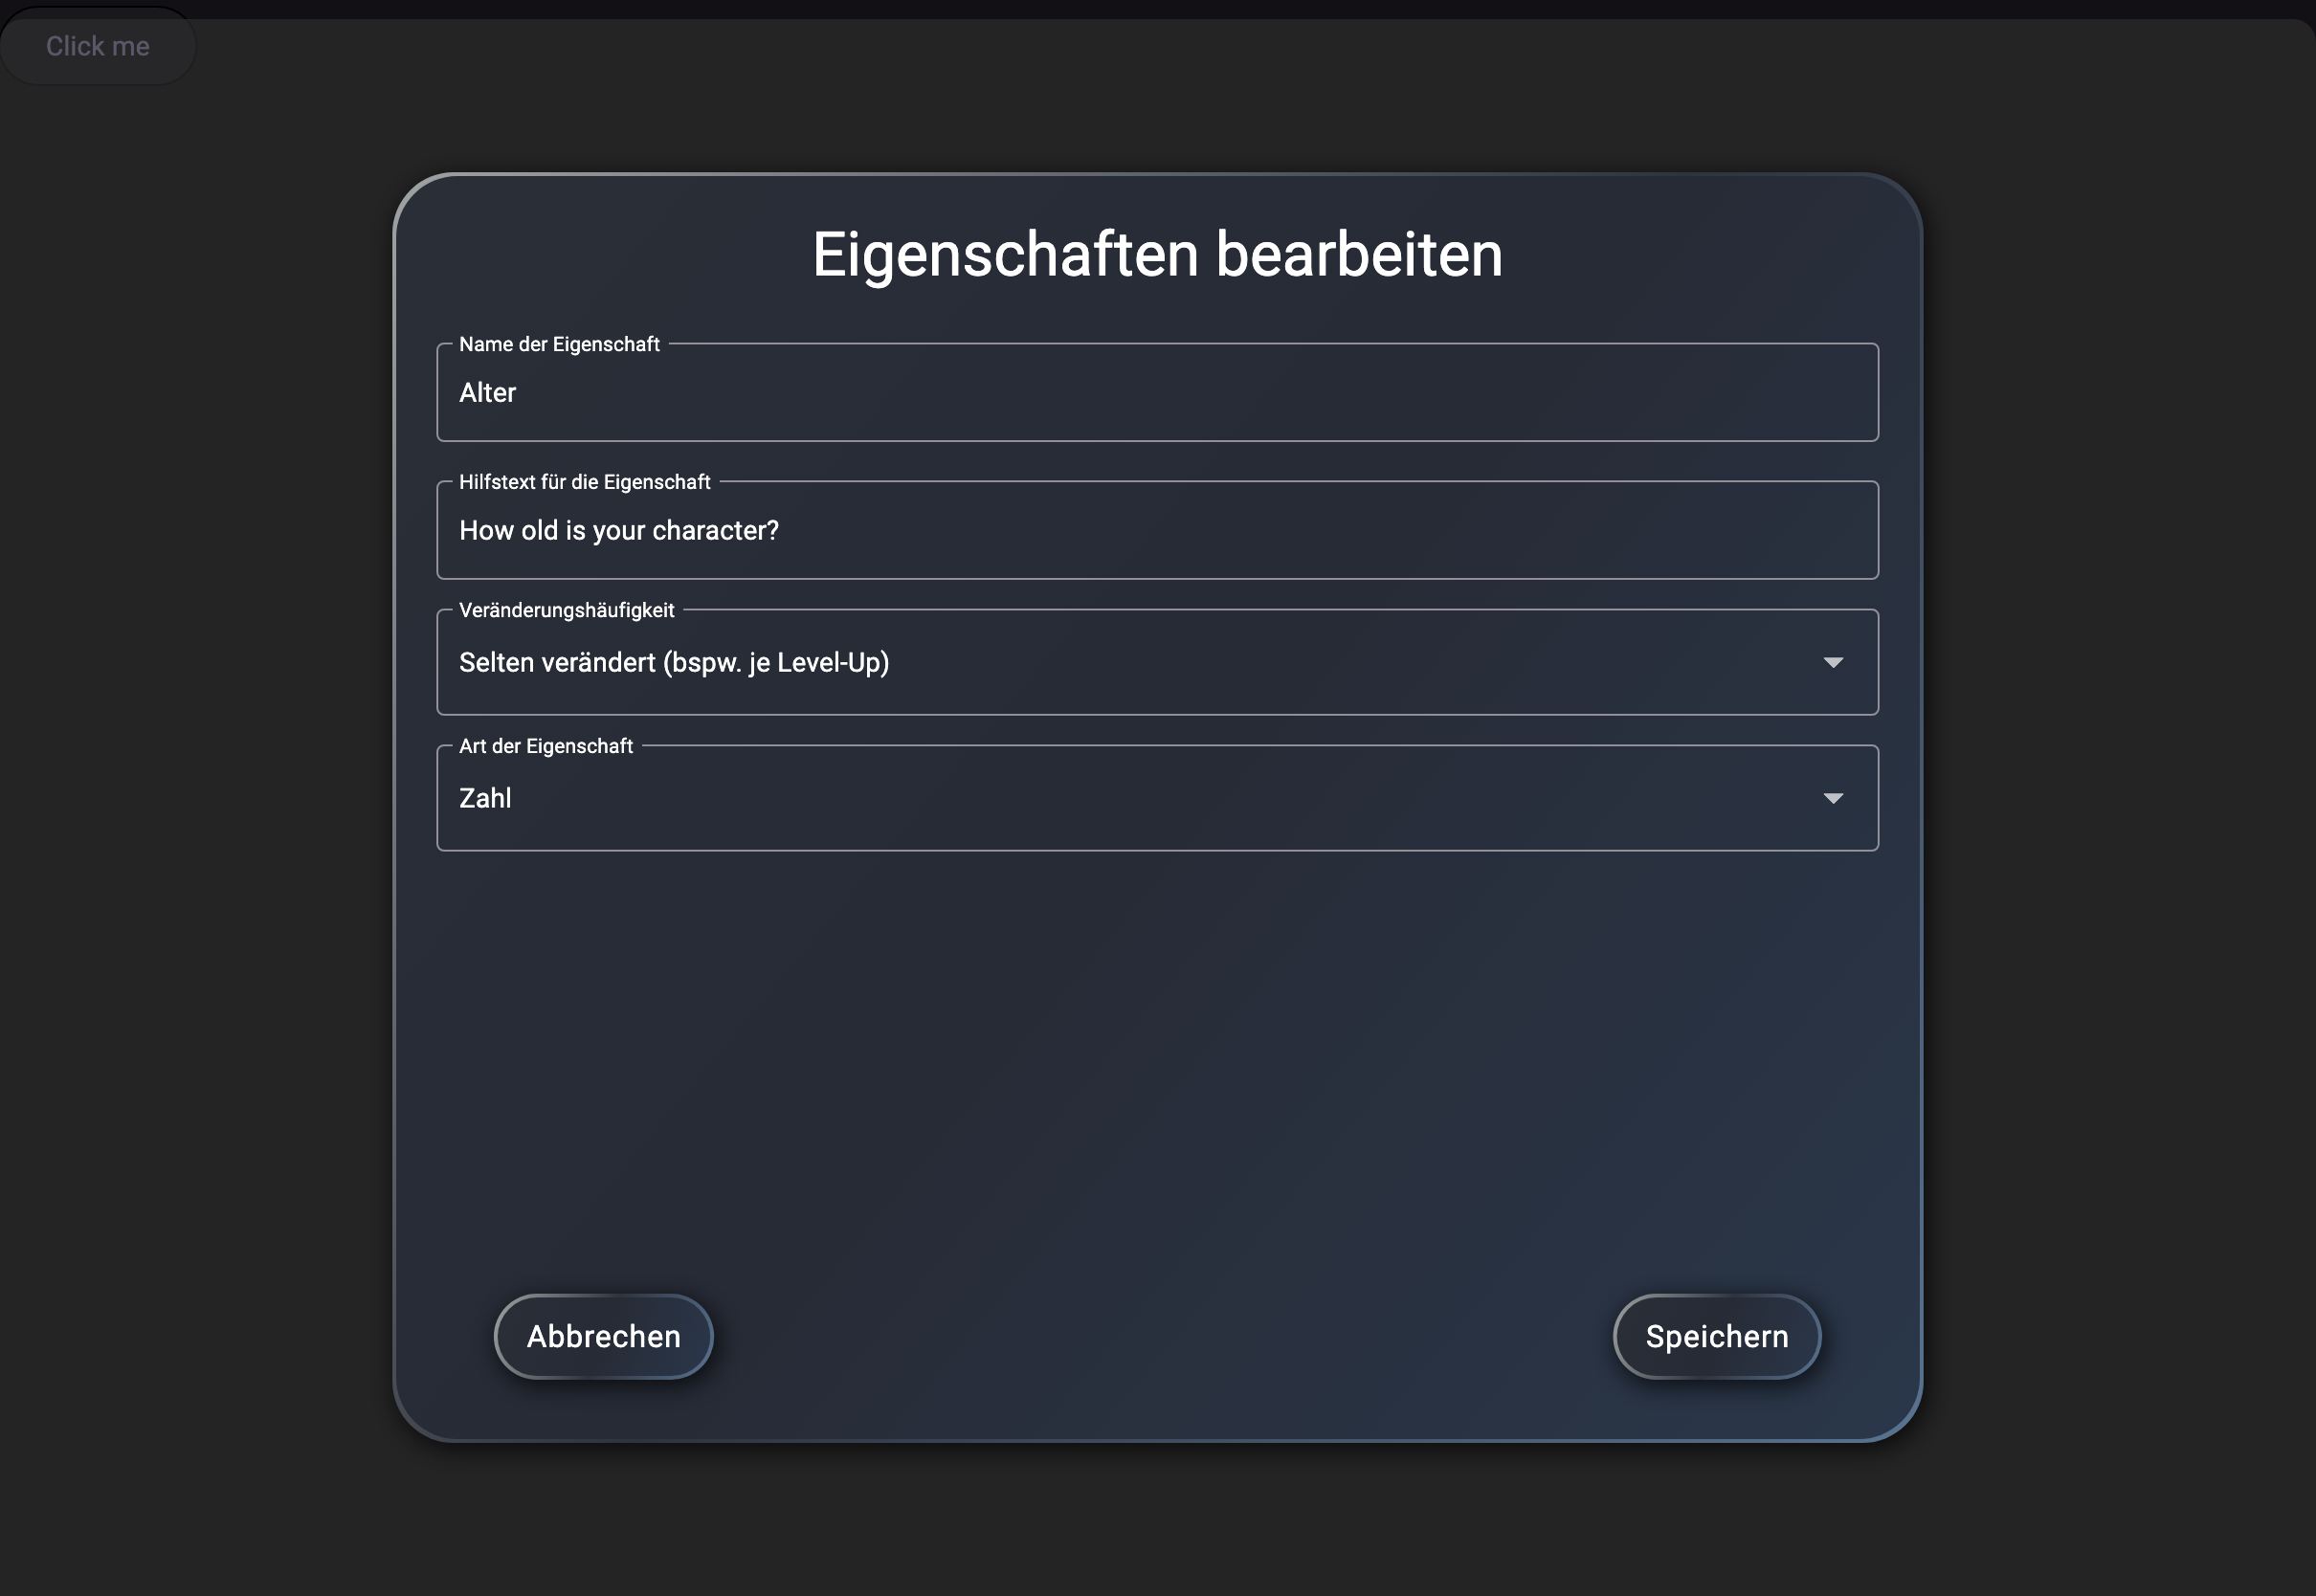 Click me
Eigenschaften bearbeiten
Name der Eigenschaft
Alter
Hilfstext für die Eigenschaft
How old is your character?
Veränderungshäufigkeit
Selten verändert (bspw. je Level-Up)
Art der Eigenschaft
Zahl
Abbrechen
Speichern